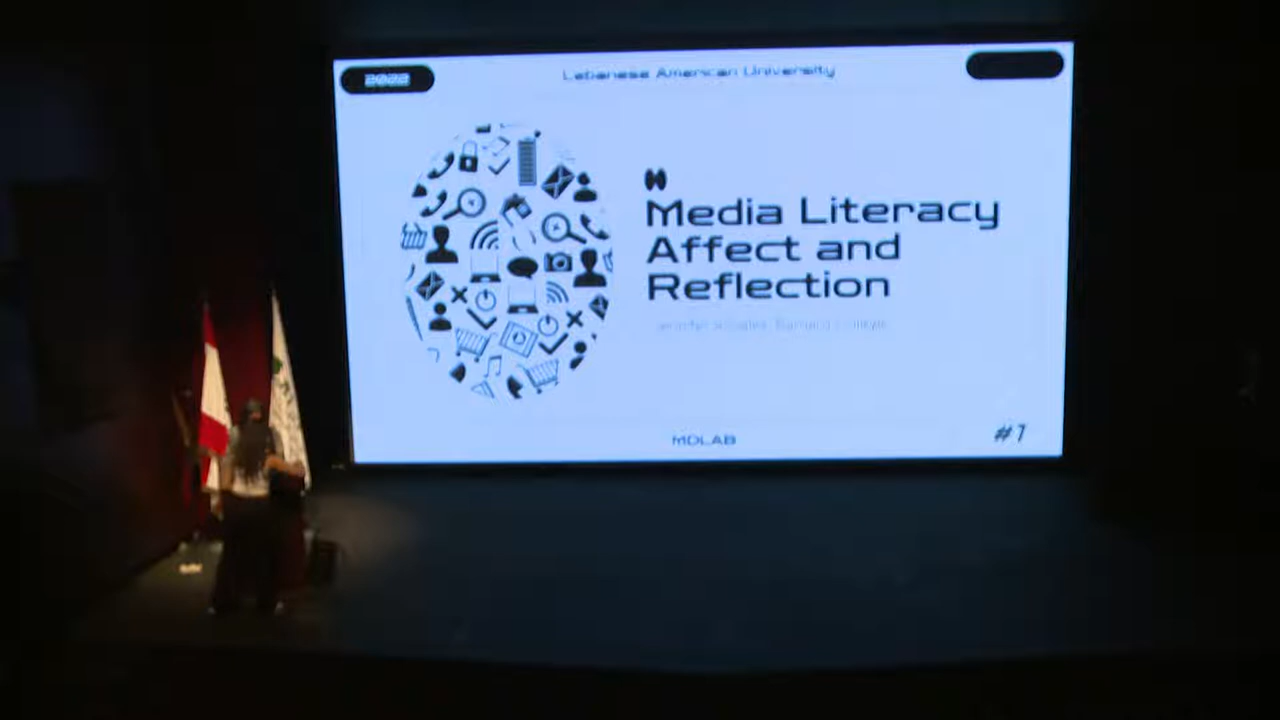 2022
Lebanese American University
Media Literacy
Affect and
Reflection
MDLAB
#1